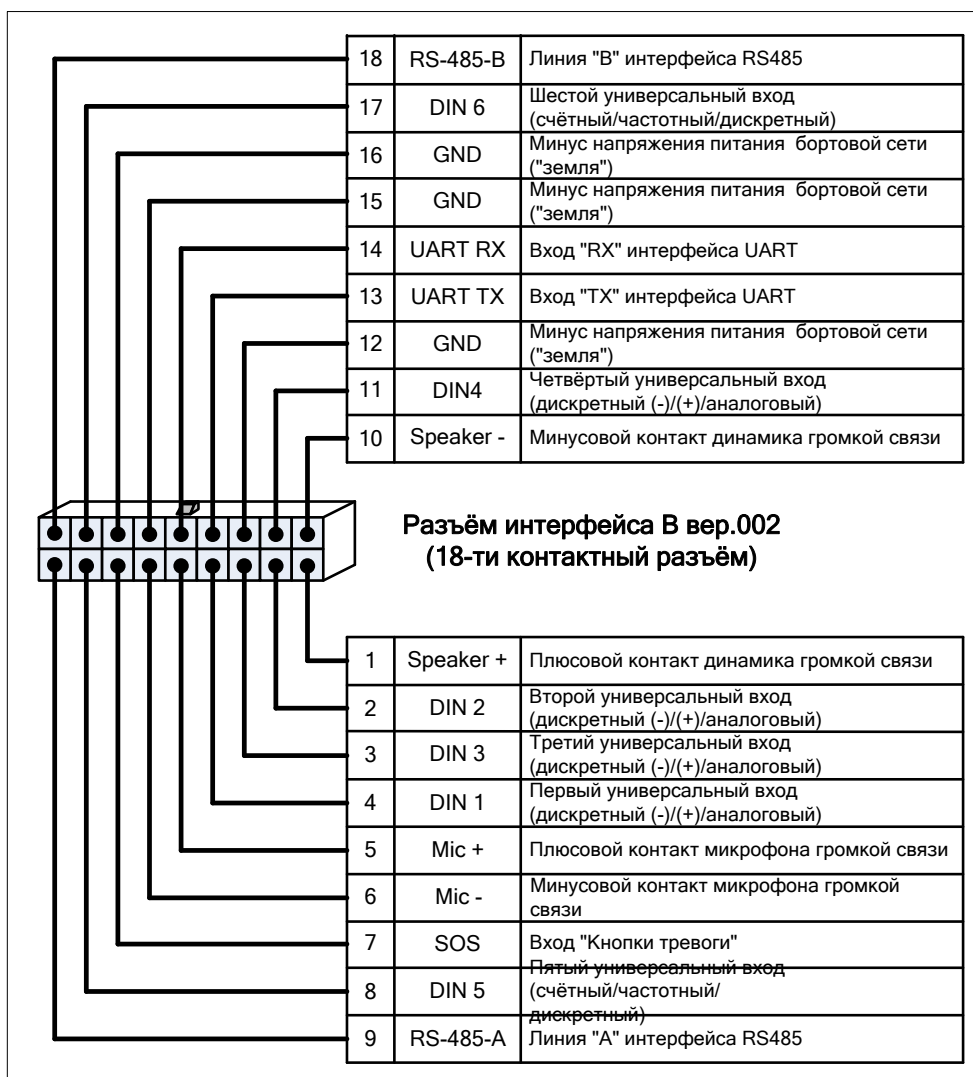 18 RS-485-B Линия "B" интерфейса RS485
17 DIN 6 Шестой универсальный вход
(счётный/частотный/дискретный)
16 GND Минус напряжения питания бортовой сети
("земля")
15 GND Минус напряжения питания бортовой сети
("земля")
14 UART RX Вход "RX" интерфейса UART
13 UART TX Вход "TX" интерфейса UART
12 GND Минус напряжения питания бортовой сети
("земля")
11 DIN4 Четвёртый универсальный вход
(дискретный (-)/(+)/аналоговый)
10 Speaker - Минусовой контакт динамика громкой связи
Разъём интерфейса B вер.002
(18-ти контактный разъём)
1 Speaker + Плюсовой контакт динамика громкой связи
2 DIN 2 Второй универсальный вход
(дискретный (-)/(+)/аналоговый)
3 DIN 3 Третий универсальный вход
(дискретный (-)/(+)/аналоговый)
4 DIN 1 Первый универсальный вход
(дискретный (-)/(+)/аналоговый)
5 Mic + Плюсовой контакт микрофона громкой связи
6 Mic - Минусовой контакт микрофона громкой
связи
7 SOS Вход "Кнопки тревоги"
8 DIN 5 Пятый универсальный вход
(счётный/частотный/
дискретный)
9 RS-485-A Линия "A" интерфейса RS485